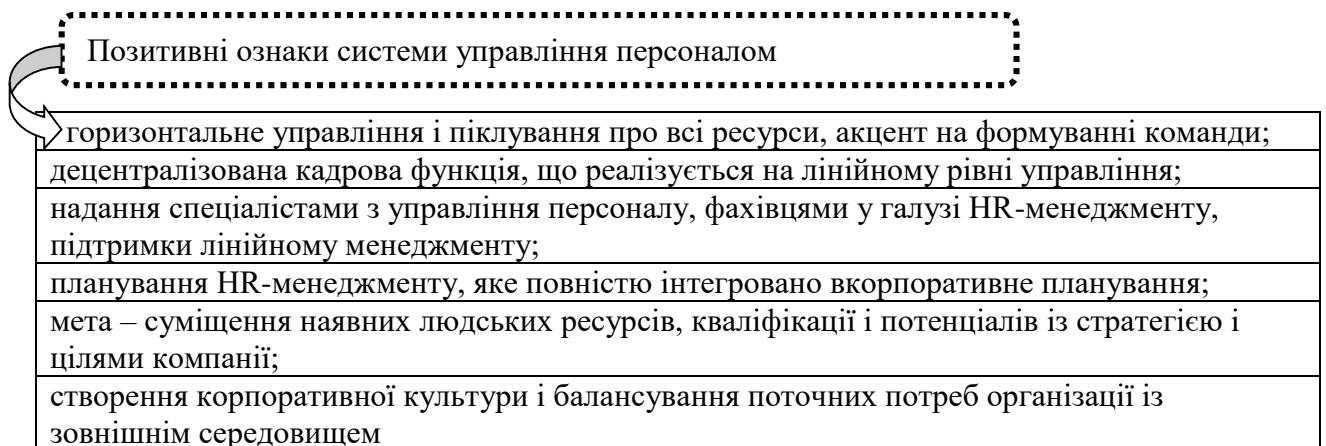 Позитивні ознаки системи управління персоналом
горизонтальне управління і піклування про всі ресурси, акцент на формуванні команди;
децентралізована кадрова функція, що реалізується на лінійному рівні управління;
надання спеціалістами з управління персоналу, фахівцями у галузі HR-менеджменту,
підтримки лінійному менеджменту;
планування HR-менеджменту, яке повністю інтегровано вкорпоративне планування;
мета – суміщення наявних людських ресурсів, кваліфікації і потенціалів із стратегією і
цілями компанії;
створення корпоративної культури і балансування поточних потреб організації із
зовнішнім середовищем